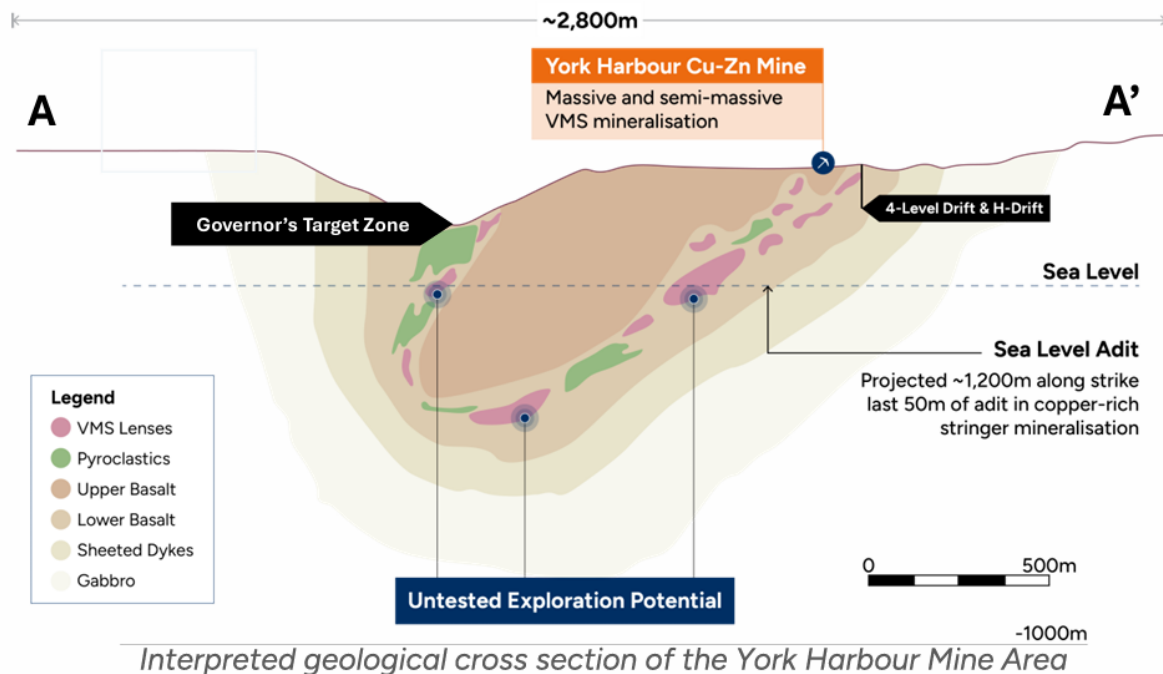 ~2,800m
York Harbour Cu-Zn Mine
Massive and semi-massive
VMS mineralisation
A
A’
Governor’s Target Zone
4-Level Drift & H-Drift
Sea Level
Sea Level Adit
Projected ~1,200m along strike
last 50m of adit in copper-rich
stringer mineralisation
Legend
VMS Lenses
Pyroclastics
Upper Basalt
Lower Basalt
Sheeted Dykes
Gabbro
0 500m
Untested Exploration Potential
-1000m
Interpreted geological cross section of the York Harbour Mine Area